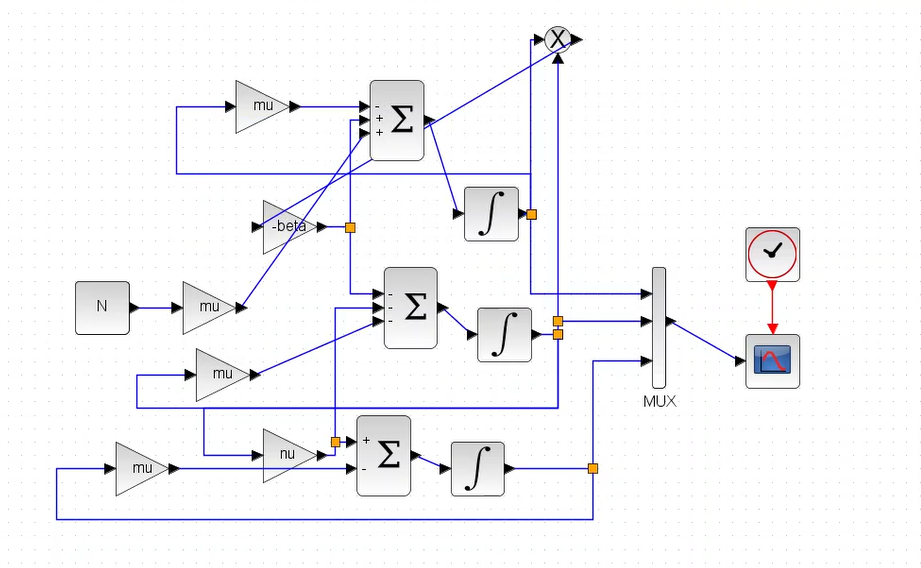 X
mu
Σ
-
+
+
∫
-beta
N
mu
Σ
-
-
-
∫
mu
MUX
nu
Σ
+
-
∫
mu